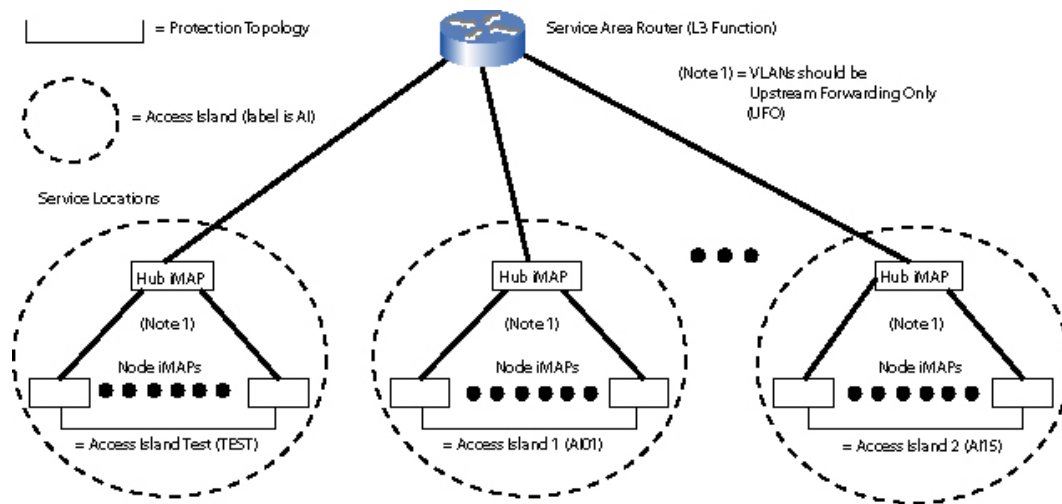 = Protection Topology
Service Area Router (L3 Function)
(Note 1) = VLANs should be
Upstream Forwarding Only
(UFO)
= Access Island (label is AI)
Service Locations
Hub iMAP
Hub iMAP
Hub iMAP
(Note 1)
(Note 1)
(Note 1)
Node iMAPs
Node iMAPs
Node iMAPs
= Access Island Test (TEST)
= Access Island 1 (AI01)
= Access Island 2 (AI15)